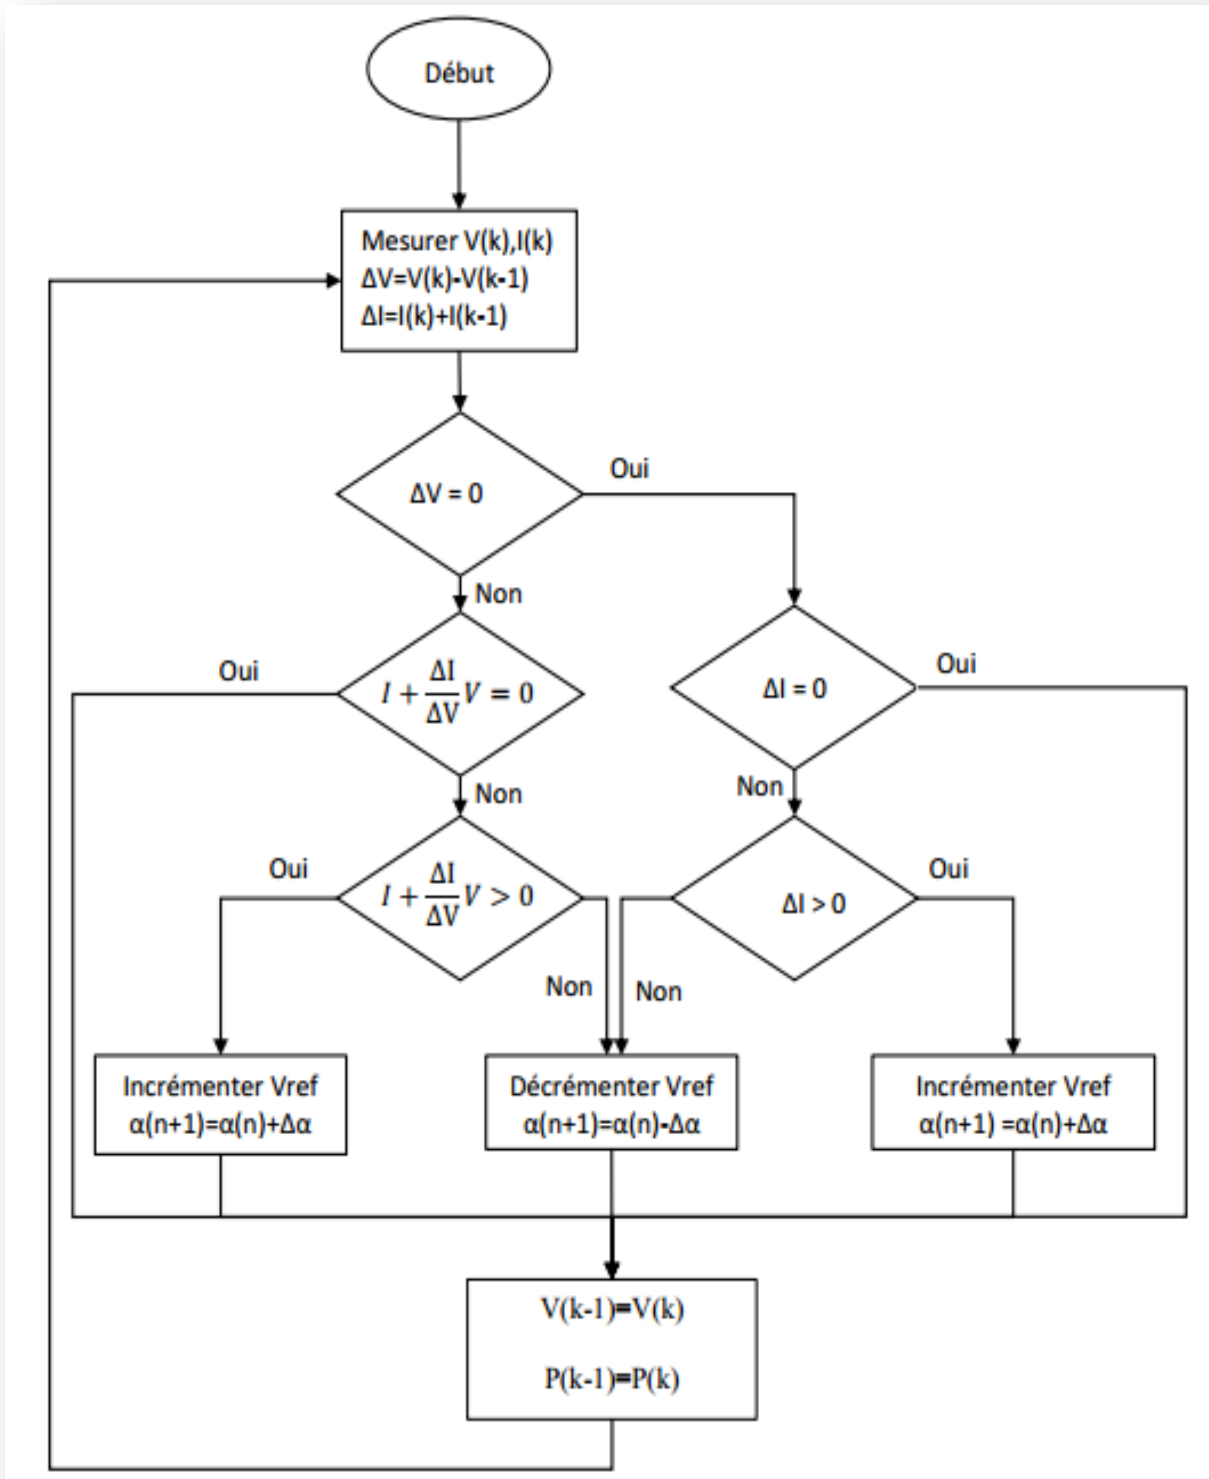 Début
Mesurer V(k),I(k)
ΔV=V(k)-V(k-1)
ΔI=I(k)+I(k-1)
ΔV = 0
Oui
Non
I + ΔI/ΔV V = 0
Oui
ΔI = 0
Oui
Non
Non
I + ΔI/ΔV V > 0
Oui
Non
ΔI > 0
Oui
Non
Incrémenter Vref
α(n+1)=α(n)+Δα
Décrémenter Vref
α(n+1)=α(n)-Δα
Incrémenter Vref
α(n+1) =α(n)+Δα
V(k-1)=V(k)
P(k-1)=P(k)